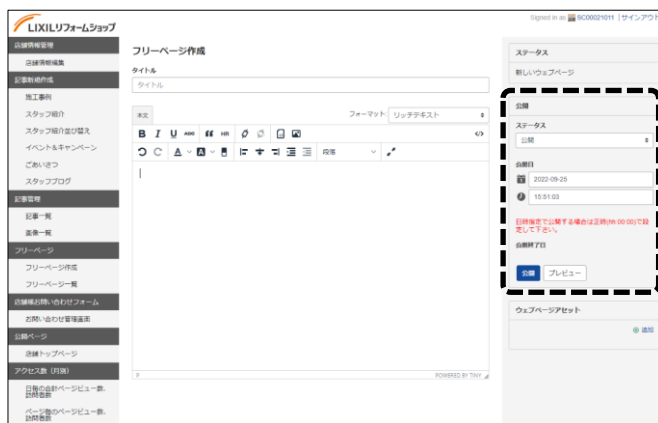 Signed in as SC00021011 | サインアウト
LIXILリフォームショップ
店舗情報管理
店舗情報編集
記事新規作成
施工事例
スタッフ紹介
スタッフ紹介並び替え
イベント&キャンペーン
ごあいさつ
スタッフブログ
記事管理
記事一覧
画像一覧
フリーページ
フリーページ作成
フリーページ一覧
店舗様お問い合わせフォーム
お問い合わせ管理画面
公開ページ
店舗トップページ
アクセス数(月別)
日毎の合計ページビュー数、
訪問者数
ページ毎のページビュー数、
訪問者数
フリーページ作成
タイトル
タイトル
本文
フォーマット リッチテキスト
B I U ABC HR </>
A A 段落
P POWERED BY TINY
ステータス
新しいウェブページ
公開
ステータス
公開
公開日
2022-09-25
15:51:03
日時指定で公開する場合は正時(hh:00:00)で設
定して下さい。
公開終了日
公開 プレビュー
ウェブページアセット
追加